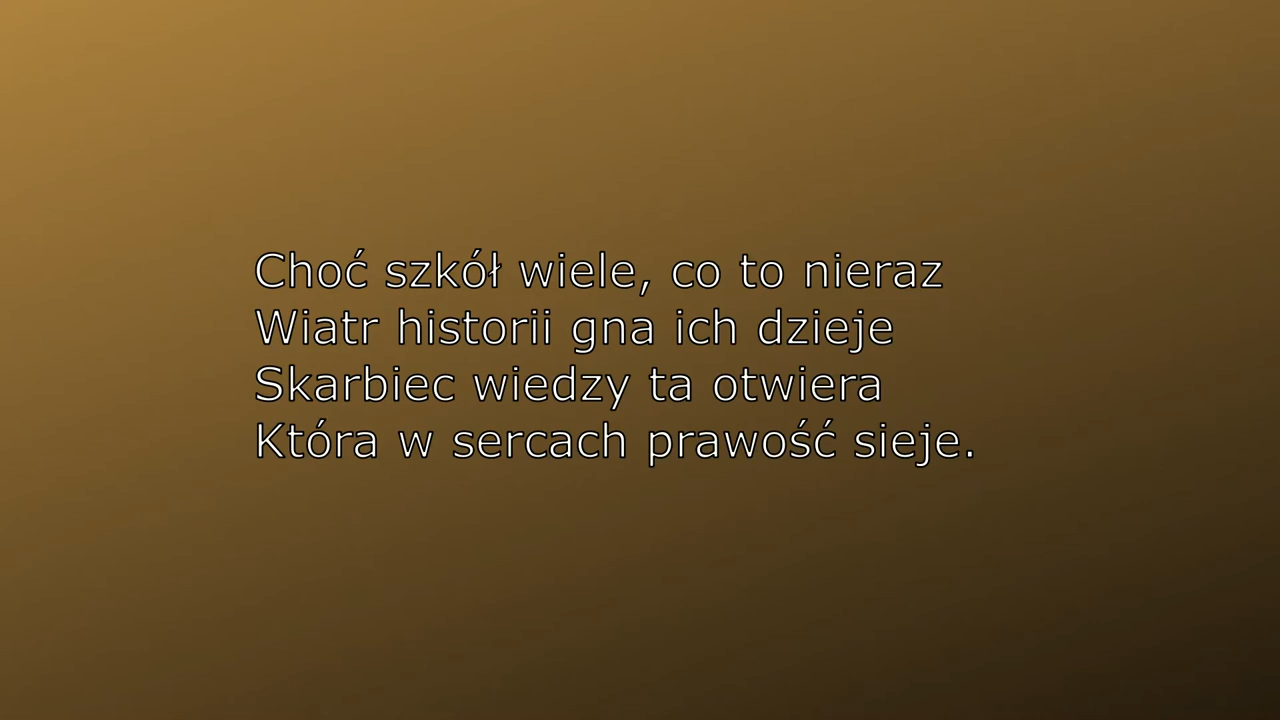 Choć szkół wiele, co to nieraz
Wiatr historii gna ich dzieje
Skarbiec wiedzy ta otwiera
Która w sercach prawość sieje.